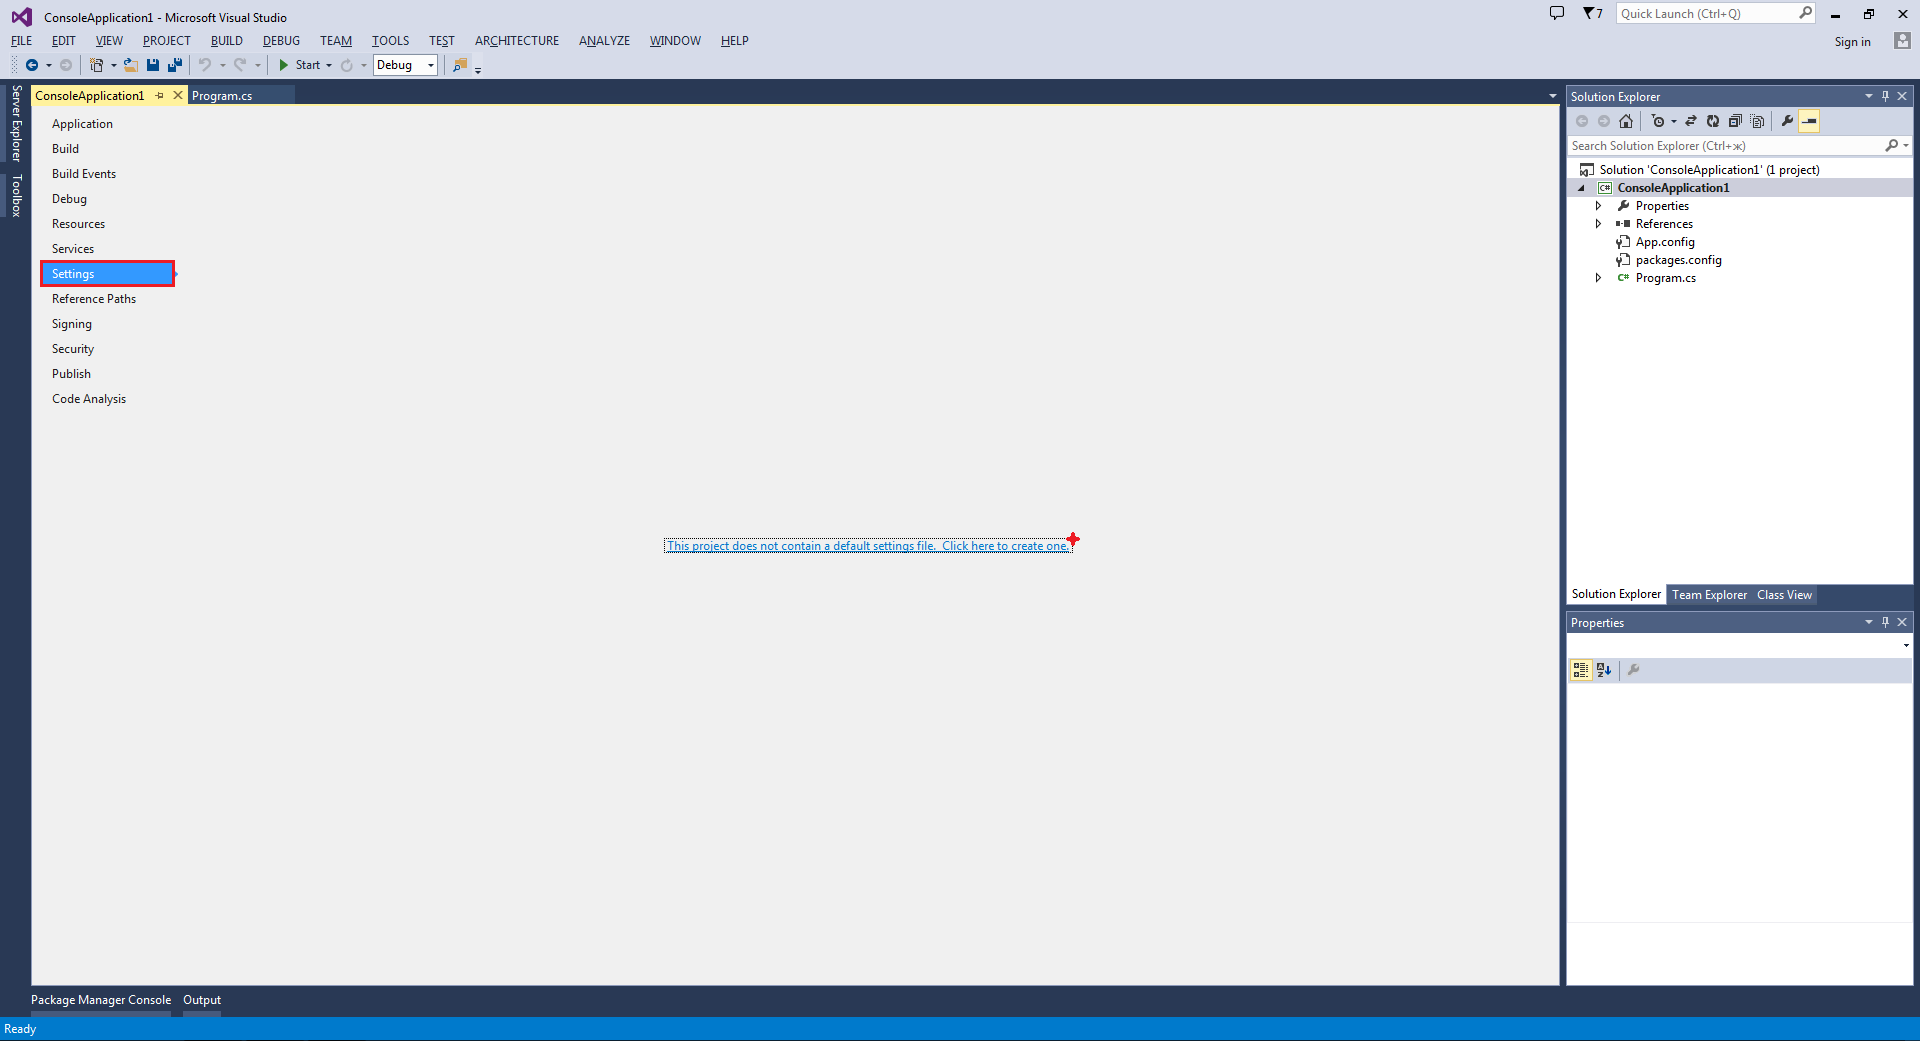 ConsoleApplication1 - Microsoft Visual Studio
7
Quick Launch (Ctrl+Q)
FILE EDIT VIEW PROJECT BUILD DEBUG TEAM TOOLS TEST ARCHITECTURE ANALYZE WINDOW HELP
Sign in
Start
Debug
Server Explorer
Toolbox
ConsoleApplication1
Program.cs
Application
Build
Build Events
Debug
Resources
Services
Settings
Reference Paths
Signing
Security
Publish
Code Analysis
This project does not contain a default settings file.  Click here to create one.
Solution Explorer
Search Solution Explorer (Ctrl+ж)
Solution 'ConsoleApplication1' (1 project)
C# ConsoleApplication1
Properties
References
App.config
packages.config
C# Program.cs
Solution Explorer Team Explorer Class View
Properties
Package Manager Console Output
Ready